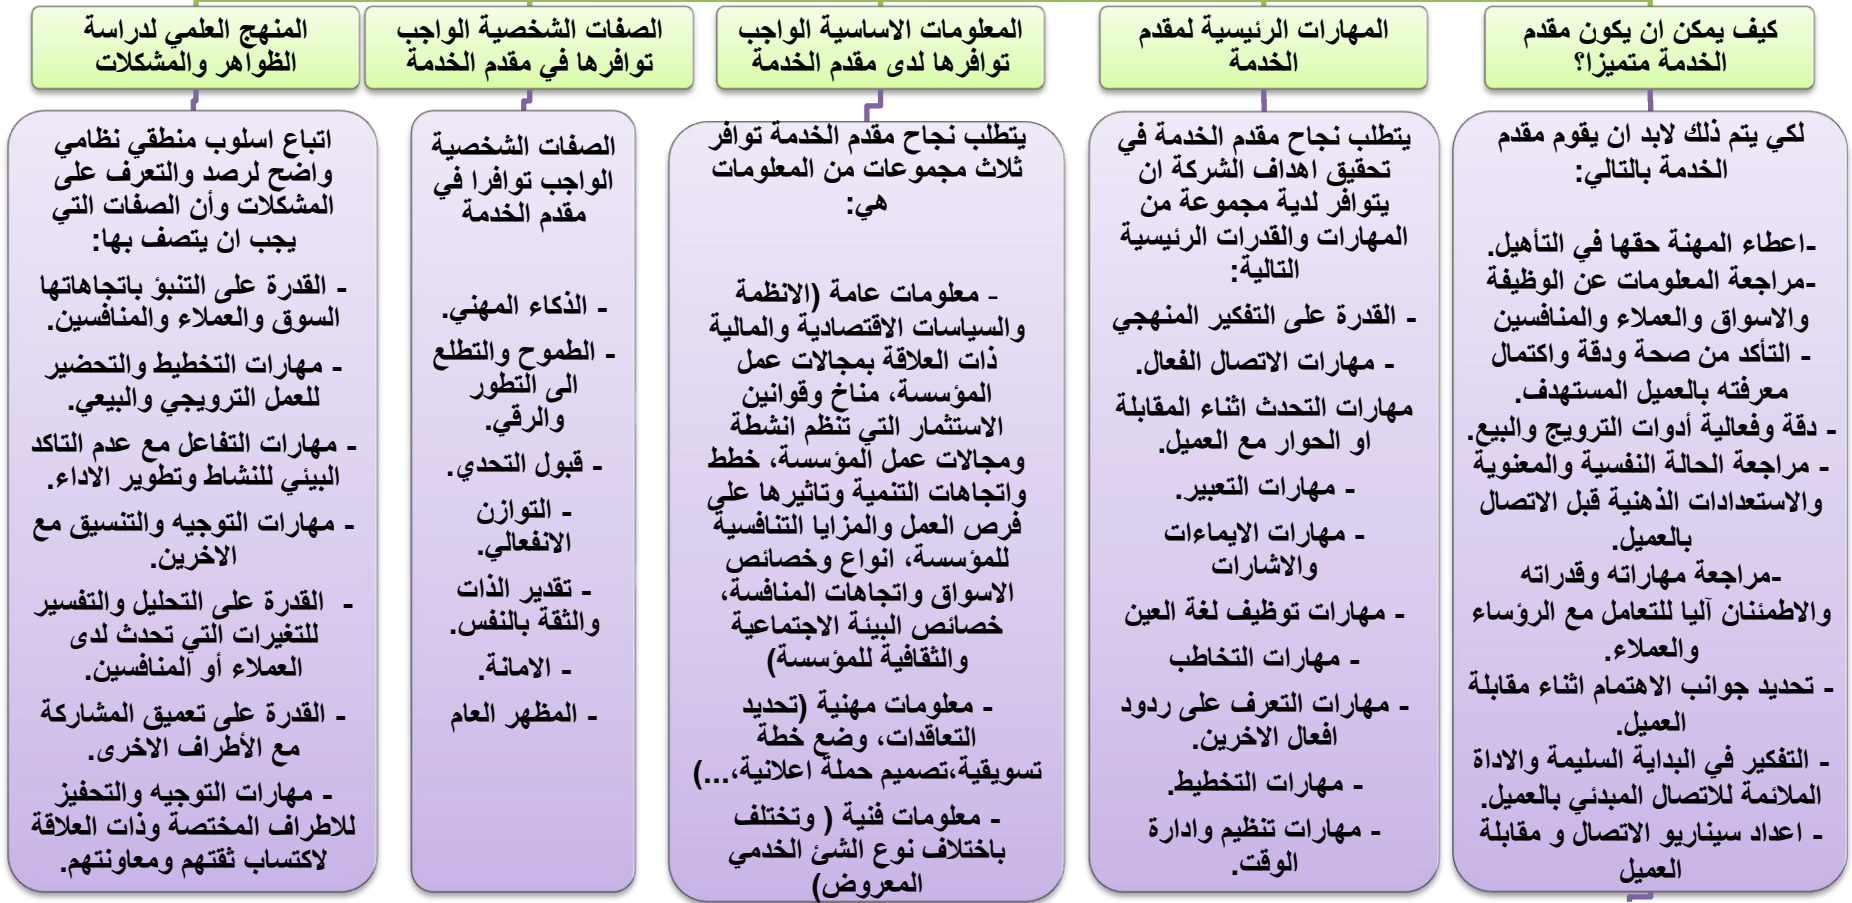 كيف يمكن ان يكون مقدم
الخدمة متميزا؟
لكي يتم ذلك لابد ان يقوم مقدم
الخدمة بالتالي:
-اعطاء المهنة حقها في التأهيل.
-مراجعة المعلومات عن الوظيفة
والاسواق والعملاء والمنافسين
- التأكد من صحة ودقة واكتمال
معرفته بالعميل المستهدف.
- دقة وفعالية أدوات الترويج والبيع.
- مراجعة الحالة النفسية والمعنوية
والاستعدادات الذهنية قبل الاتصال
بالعميل.
-مراجعة مهاراته وقدراته
والاطمئنان آليا للتعامل مع الرؤساء
والعملاء.
- تحديد جوانب الاهتمام اثناء مقابلة
العميل.
- التفكير في البداية السليمة والاداة
الملائمة للاتصال المبدئي بالعميل.
- اعداد سيناريو الاتصال و مقابلة
العميل
المهارات الرئيسية لمقدم
الخدمة
يتطلب نجاح مقدم الخدمة في
تحقيق اهداف الشركة ان
يتوافر لدية مجموعة من
المهارات والقدرات الرئيسية
التالية:
- القدرة على التفكير المنهجي
- مهارات الاتصال الفعال.
مهارات التحدث اثناء المقابلة
او الحوار مع العميل.
- مهارات التعبير.
- مهارات الايماءات
والاشارات
- مهارات توظيف لغة العين
- مهارات التخاطب
- مهارات التعرف على ردود
افعال الاخرين.
- مهارات التخطيط.
- مهارات تنظيم وادارة
الوقت.
المعلومات الاساسية الواجب
توافرها لدى مقدم الخدمة
يتطلب نجاح مقدم الخدمة توافر
ثلاث مجموعات من المعلومات
هي:
- معلومات عامة (الانظمة
والسياسات الاقتصادية والمالية
ذات العلاقة بمجالات عمل
المؤسسة، مناخ وقوانين
الاستثمار التي تنظم انشطة
ومجالات عمل المؤسسة، خطط
واتجاهات التنمية وتاثيرها على
فرص العمل والمزايا التنافسية
للمؤسسة، انواع وخصائص
الاسواق واتجاهات المنافسة،
خصائص البيئة الاجتماعية
والثقافية للمؤسسة)
- معلومات مهنية (تحديد
التعاقدات، وضع خطة
تسويقية،تصميم حملة اعلانية،...)
- معلومات فنية ( وتختلف
باختلاف نوع الشئ الخدمي
المعروض)
الصفات الشخصية الواجب
توافرها في مقدم الخدمة
الصفات الشخصية
الواجب توافرا في
مقدم الخدمة
- الذكاء المهني.
- الطموح والتطلع
الى التطور
والرقي.
- قبول التحدي.
- التوازن
الانفعالي.
- تقدير الذات
والثقة بالنفس.
- الامانة.
- المظهر العام
المنهج العلمي لدراسة
الظواهر والمشكلات
اتباع اسلوب منطقي نظامي
واضح لرصد والتعرف على
المشكلات وأن الصفات التي
يجب ان يتصف بها:
- القدرة على التنبؤ باتجاهاتها
السوق والعملاء والمنافسين.
- مهارات التخطيط والتحضير
للعمل الترويجي والبيعي.
- مهارات التفاعل مع عدم التاكد
البيئي للنشاط وتطوير الاداء.
- مهارات التوجيه والتنسيق مع
الاخرين.
- القدرة على التحليل والتفسير
للتغيرات التي تحدث لدى
العملاء أو المنافسين.
- القدرة على تعميق المشاركة
مع الأطراف الاخرى.
- مهارات التوجيه والتحفيز
للاطراف المختصة وذات العلاقة
لاكتساب ثقتهم ومعاونتهم.